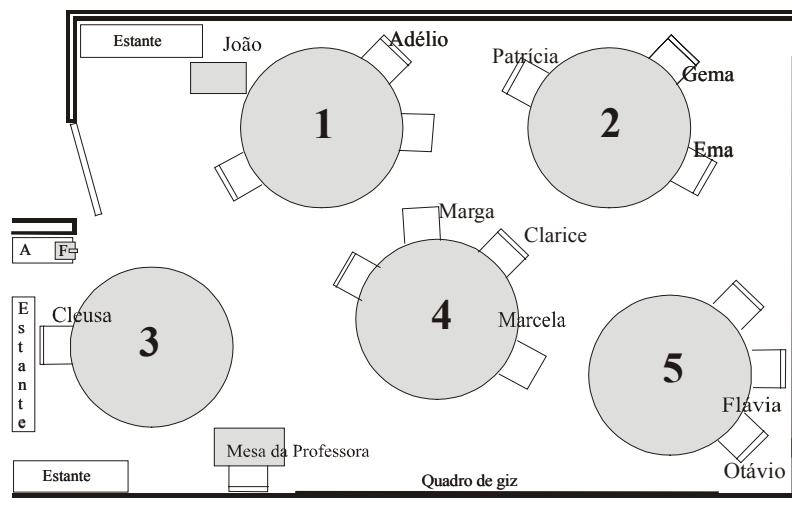 Estante
João
Adélio
Patrícia
Gema
1
2
Ema
Marga
Clarice
A
F
Estante
Cleusa
3
4
Marcela
5
Flávia
Mesa da Professora
Otávio
Estante
Quadro de giz